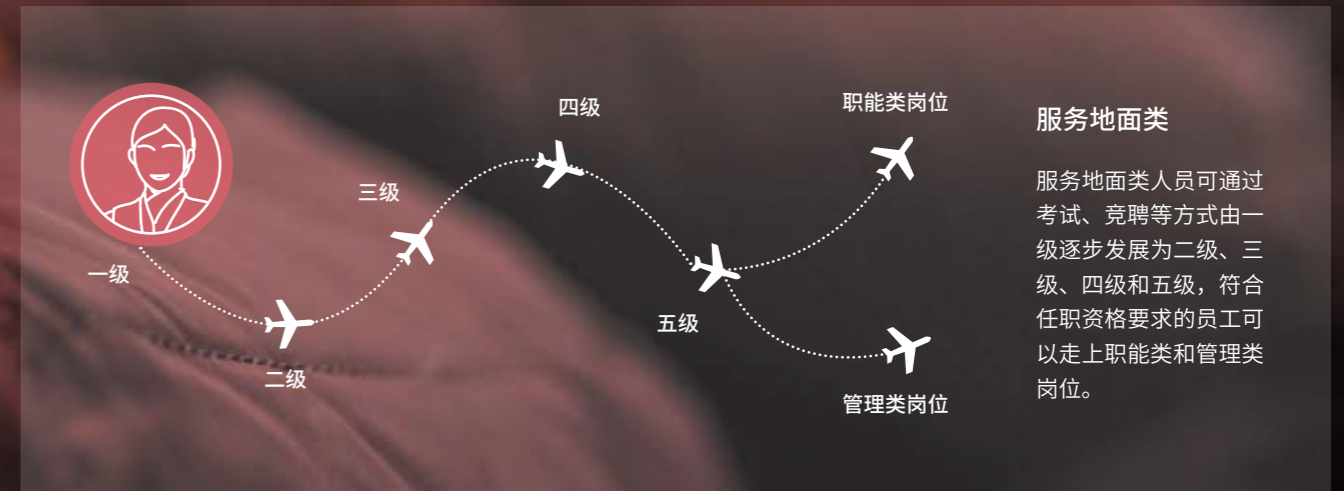 一级
二级
三级
四级
五级
职能类岗位
管理类岗位
服务地面类
服务地面类人员可通过
考试、竞聘等方式由一
级逐步发展为二级、三
级、四级和五级，符合
任职资格要求的员工可
以走上职能类和管理类
岗位。